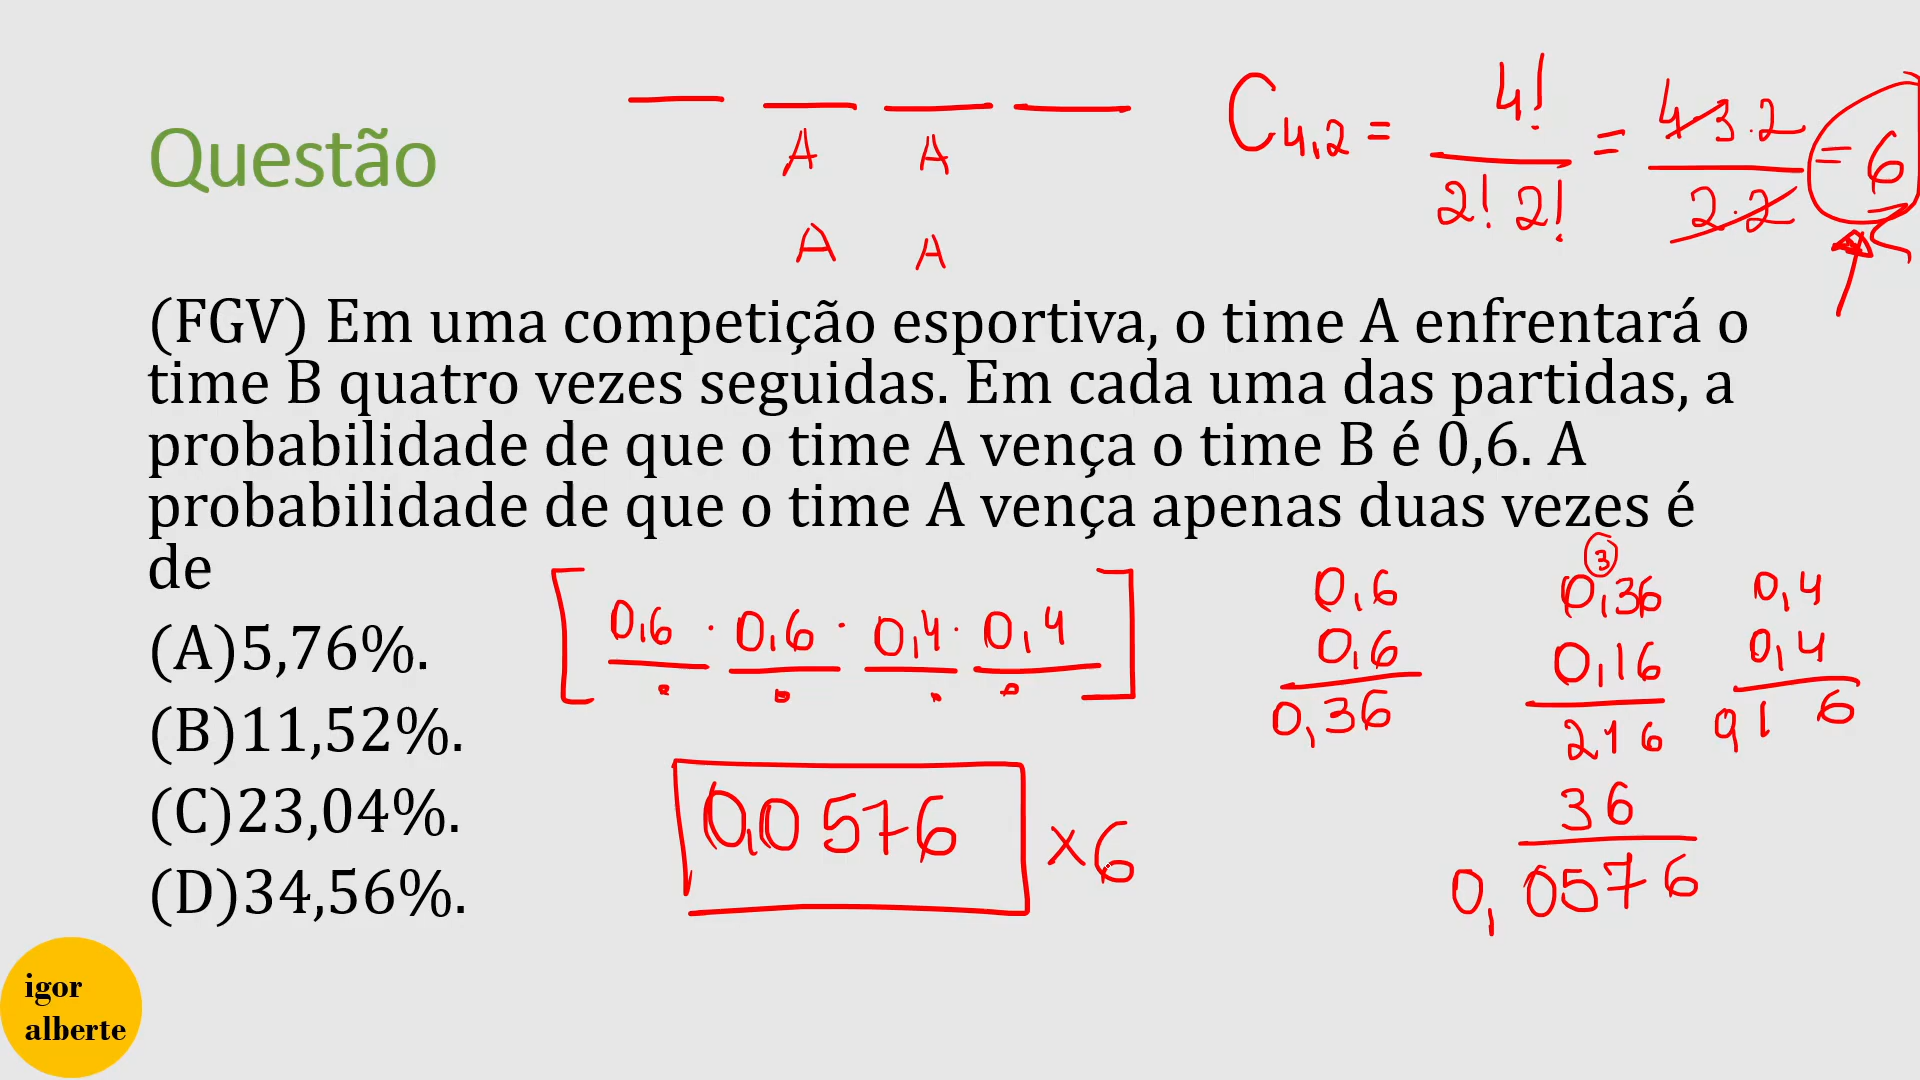 Questão
A A
A A
C4,2 = 4! / 2! 2! = 4·3·2 / 2·2 = 6
(FGV) Em uma competição esportiva, o time A enfrentará o
time B quatro vezes seguidas. Em cada uma das partidas, a
probabilidade de que o time A vença o time B é 0,6. A
probabilidade de que o time A vença apenas duas vezes é
de
(A)5,76%.
(B)11,52%.
(C)23,04%.
(D)34,56%.
[0,6 · 0,6 · 0,4 · 0,4]
0,0576 ×6
0,6
0,6
0,36
3
0,36
0,16
216
36
0,0576
0,4
0,4
0,16
igor
alberte